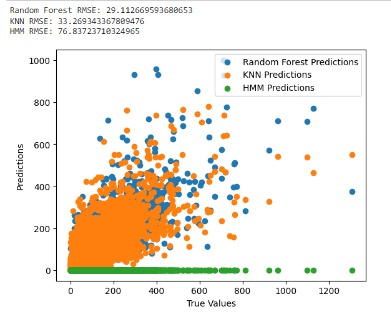 Random Forest RMSE: 29.112669593680653
KNN RMSE: 33.269343367809476
HMM RMSE: 76.83723710324965
Random Forest Predictions
KNN Predictions
HMM Predictions
1000
800
600
400
200
0
Predictions
0 200 400 600 800 1000 1200
True Values